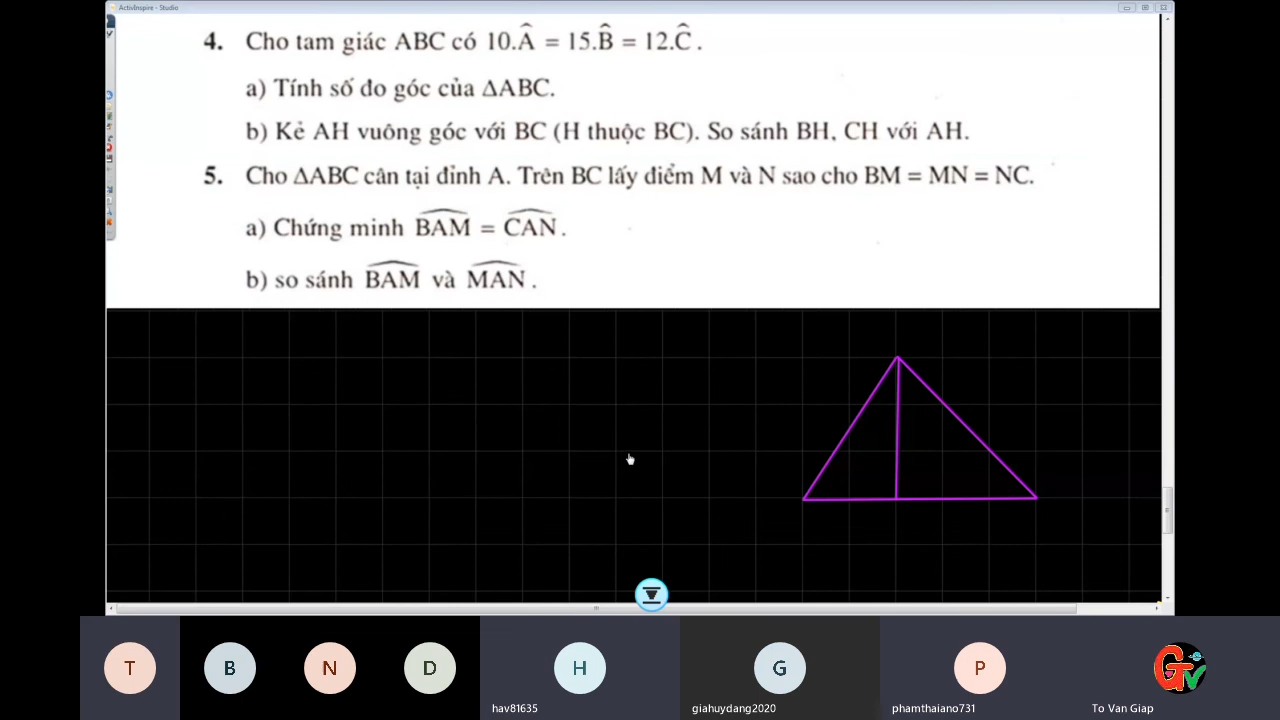 ActivInspire - Studio
4. Cho tam giác ABC có 10.Â = 15.B̂ = 12.Ĉ.
a) Tính số đo góc của ΔABC.
b) Kẻ AH vuông góc với BC (H thuộc BC). So sánh BH, CH với AH.
5. Cho ΔABC cân tại đỉnh A. Trên BC lấy điểm M và N sao cho BM = MN = NC.
a) Chứng minh BAM = CAN.
b) so sánh BAM và MAN.
T B N D H G P GV
hav81635 giahuydang2020 phamthaiano731 To Van Giap